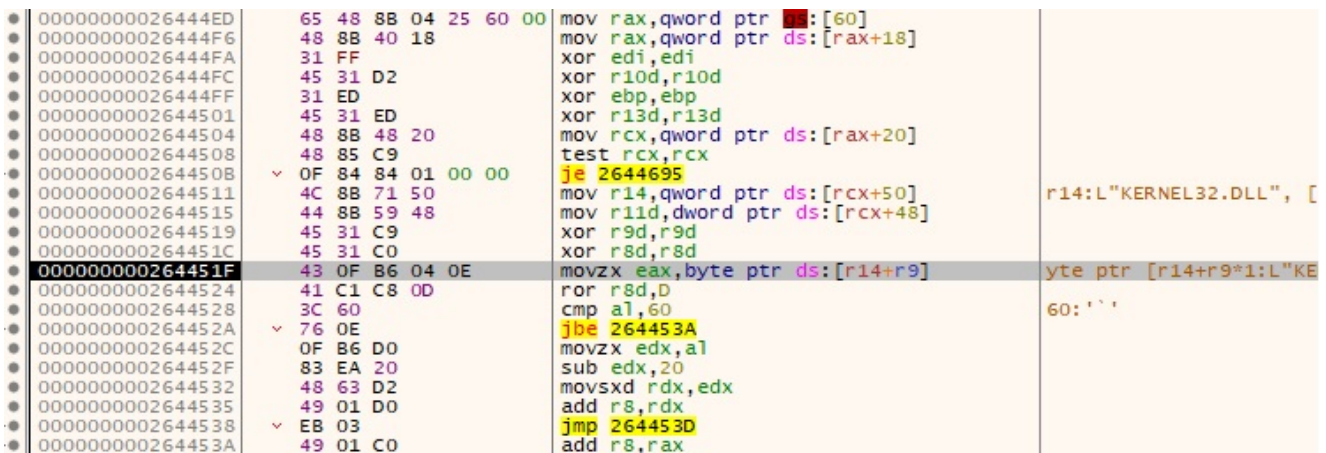 00000000026444ED 65 48 8B 04 25 60 00 mov rax,qword ptr gs:[60]
00000000026444F6 48 8B 40 18 mov rax,qword ptr ds:[rax+18]
00000000026444FA 31 FF xor edi,edi
00000000026444FC 45 31 D2 xor r10d,r10d
00000000026444FF 31 ED xor ebp,ebp
0000000002644501 45 31 ED xor r13d,r13d
0000000002644504 48 8B 48 20 mov rcx,qword ptr ds:[rax+20]
0000000002644508 48 85 C9 test rcx,rcx
000000000264450B 0F 84 84 01 00 00 je 2644695
0000000002644511 4C 8B 71 50 mov r14,qword ptr ds:[rcx+50] r14:L"KERNEL32.DLL", [
0000000002644515 44 8B 59 48 mov r11d,dword ptr ds:[rcx+48]
0000000002644519 45 31 C9 xor r9d,r9d
000000000264451C 45 31 C0 xor r8d,r8d
000000000264451F 43 0F B6 04 0E movzx eax,byte ptr ds:[r14+r9] yte ptr [r14+r9*1:L"KE
0000000002644524 41 C1 C8 0D ror r8d,D
0000000002644528 3C 60 cmp al,60 60:'`'
000000000264452A 76 0E jbe 264453A
000000000264452C 0F B6 D0 movzx edx,al
000000000264452F 83 EA 20 sub edx,20
0000000002644532 48 63 D2 movsxd rdx,edx
0000000002644535 49 01 D0 add r8,rdx
0000000002644538 EB 03 jmp 264453D
000000000264453A 49 01 C0 add r8,rax